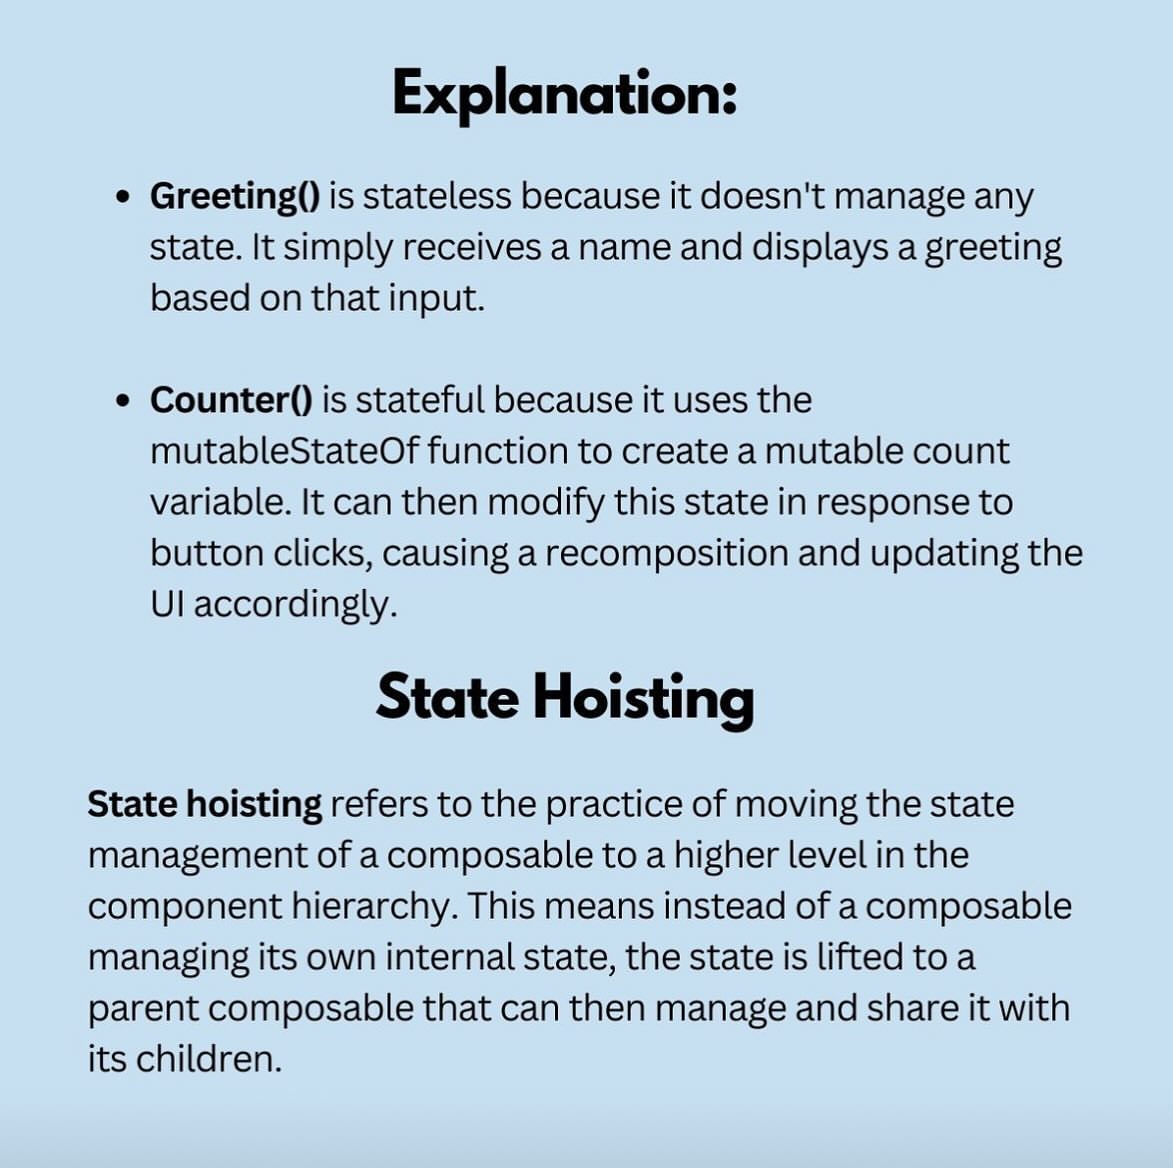 Explanation:
• Greeting() is stateless because it doesn't manage any
state. It simply receives a name and displays a greeting
based on that input.
• Counter() is stateful because it uses the
mutableStateOf function to create a mutable count
variable. It can then modify this state in response to
button clicks, causing a recomposition and updating the
UI accordingly.
State Hoisting
State hoisting refers to the practice of moving the state
management of a composable to a higher level in the
component hierarchy. This means instead of a composable
managing its own internal state, the state is lifted to a
parent composable that can then manage and share it with
its children.